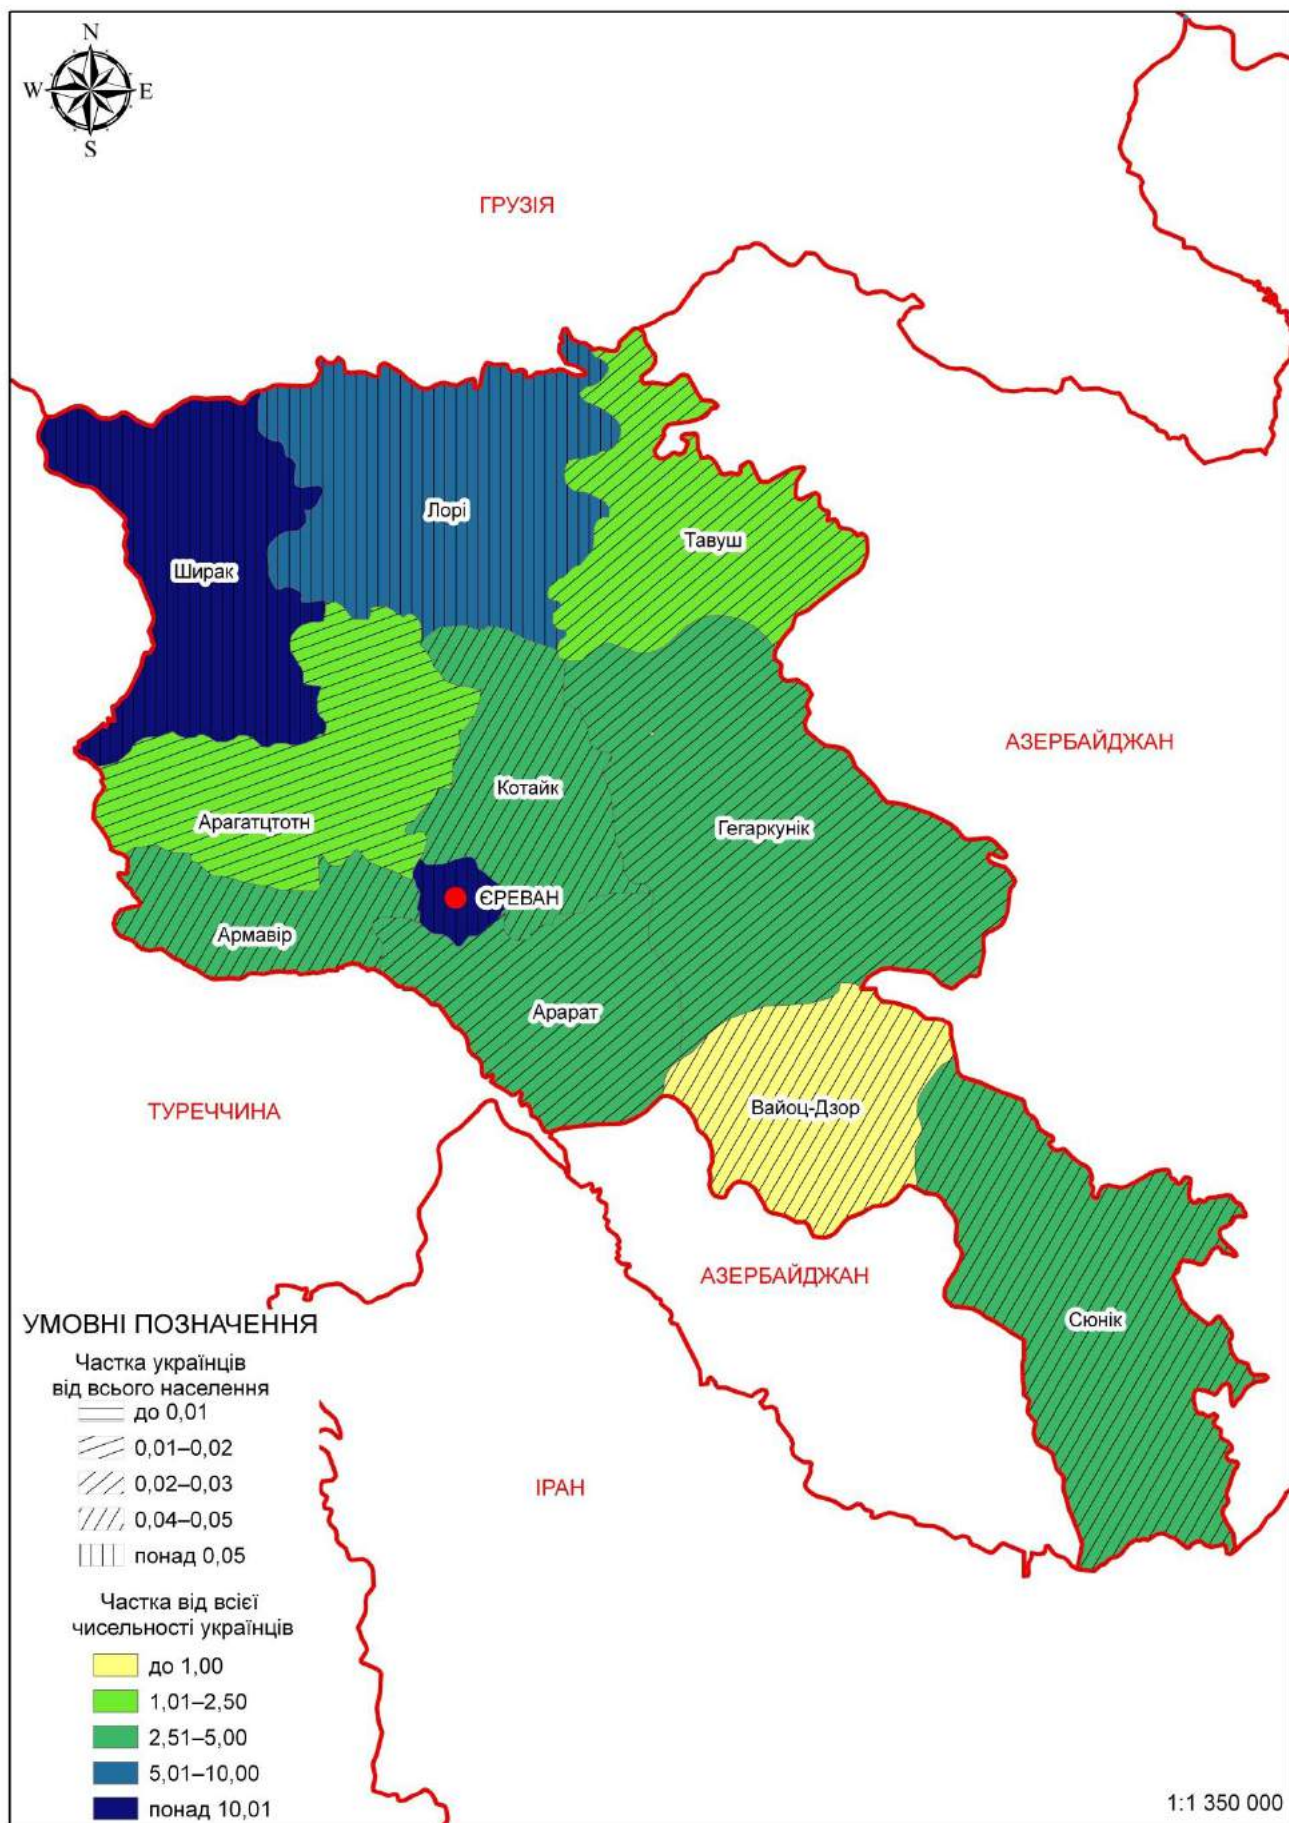 N
W E
S
ГРУЗІЯ
Лорі
Тавуш
Ширак
АЗЕРБАЙДЖАН
Котайк
Арагатцтотн
Гегаркунік
ЄРЕВАН
Армавір
Арарат
ТУРЕЧЧИНА
Вайоц-Дзор
АЗЕРБАЙДЖАН
Сюнік
ІРАН
УМОВНІ ПОЗНАЧЕННЯ
Частка українців
від всього населення
до 0,01
0,01–0,02
0,02–0,03
0,04–0,05
понад 0,05
Частка від всієї
чисельності українців
до 1,00
1,01–2,50
2,51–5,00
5,01–10,00
понад 10,01
1:1 350 000